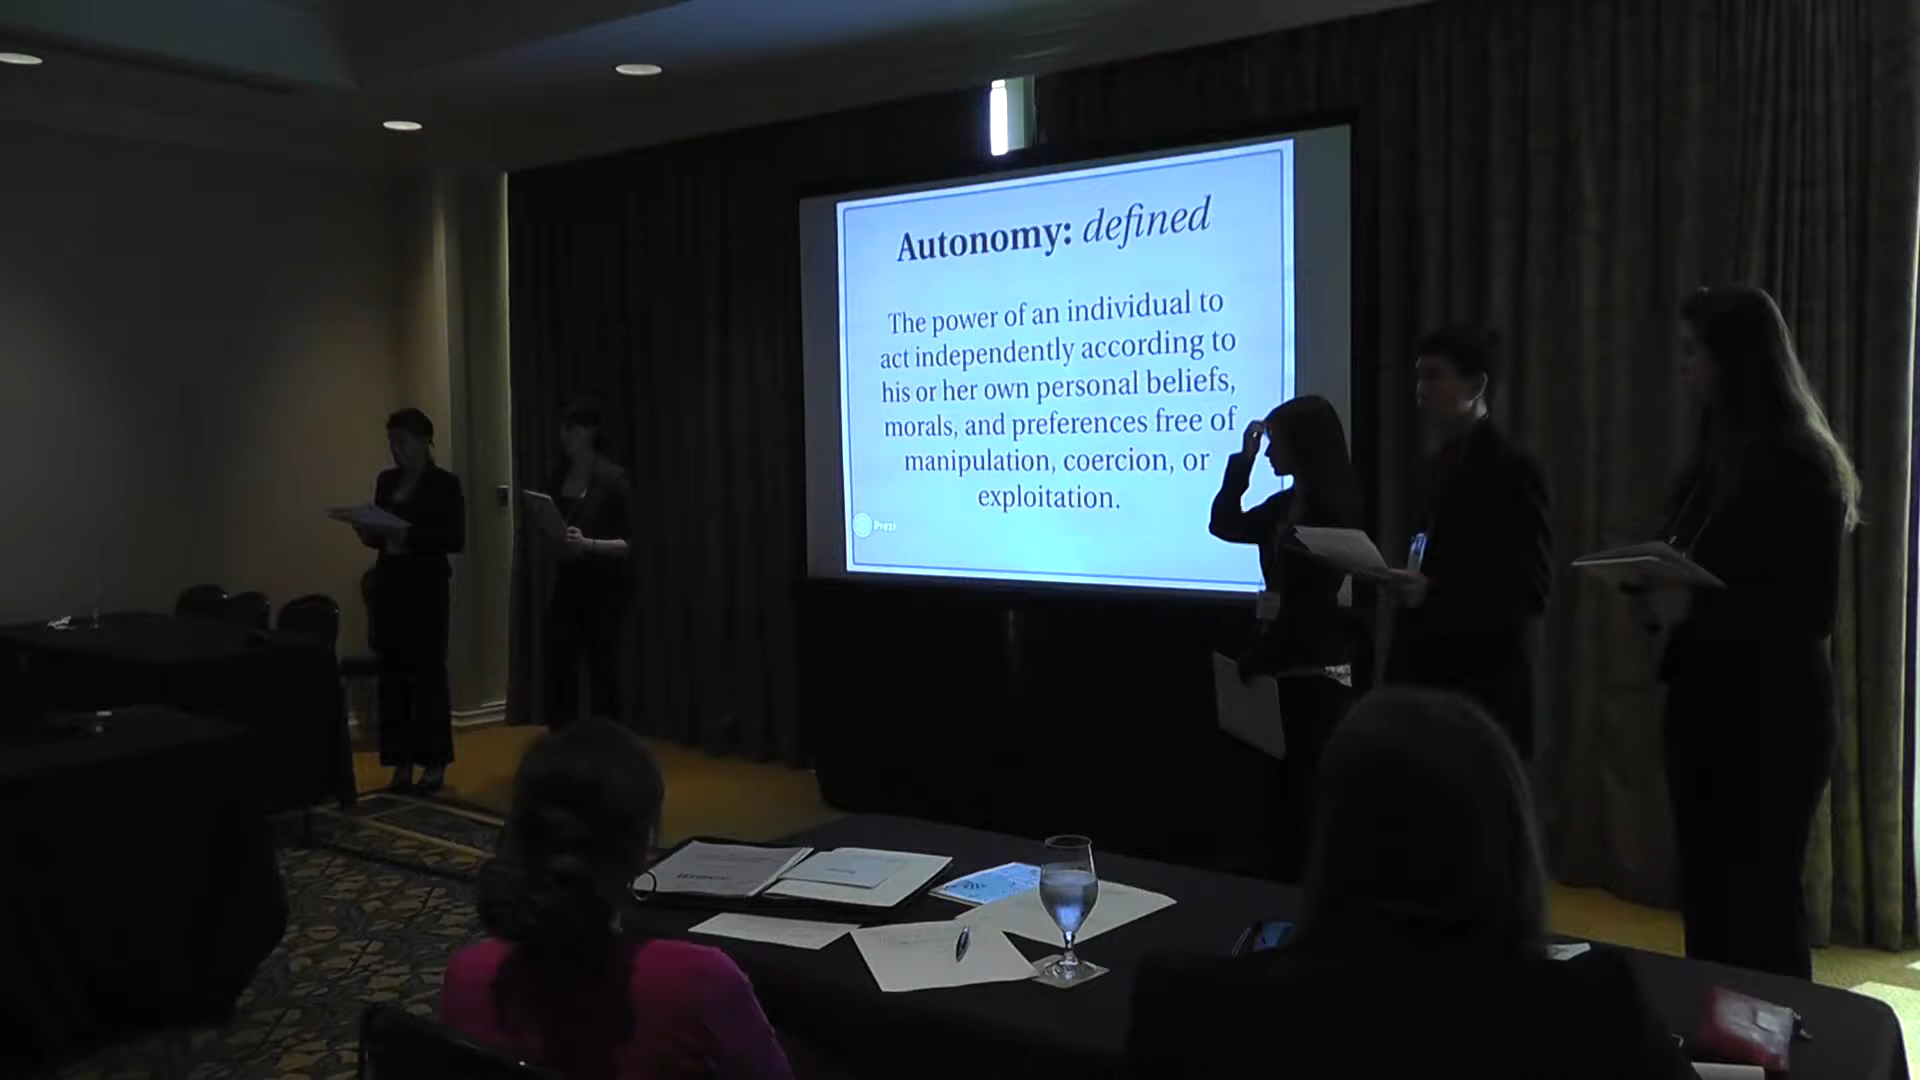 Autonomy: defined
The power of an individual to
act independently according to
his or her own personal beliefs,
morals, and preferences free of
manipulation, coercion, or
exploitation.
Prezi